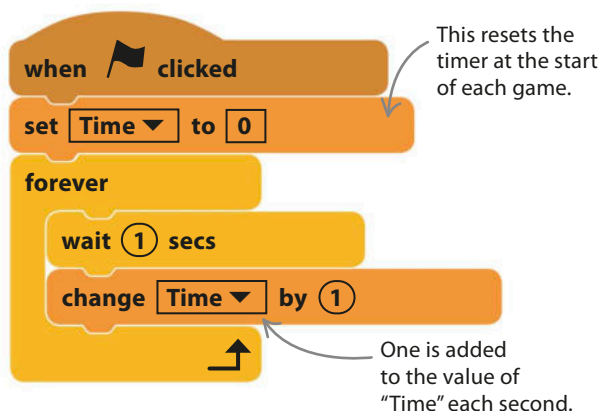 This resets the
timer at the start
of each game.
when clicked
set Time to 0
forever
wait 1 secs
change Time by 1
One is added
to the value of
“Time” each second.